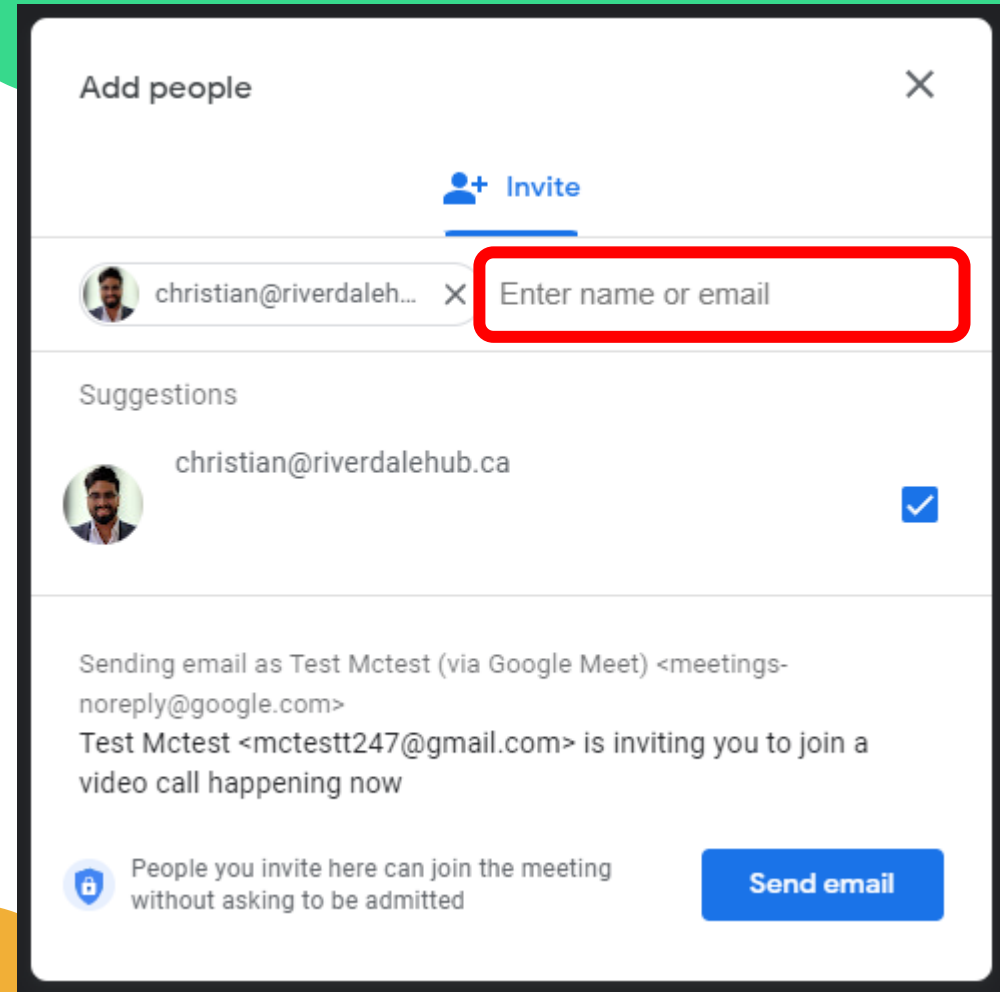 Add people
Invite
christian@riverdaleh...
Enter name or email
Suggestions
christian@riverdalehub.ca
Sending email as Test Mctest (via Google Meet) <meetings-
noreply@google.com>
Test Mctest <mctestt247@gmail.com> is inviting you to join a
video call happening now
People you invite here can join the meeting
without asking to be admitted
Send email